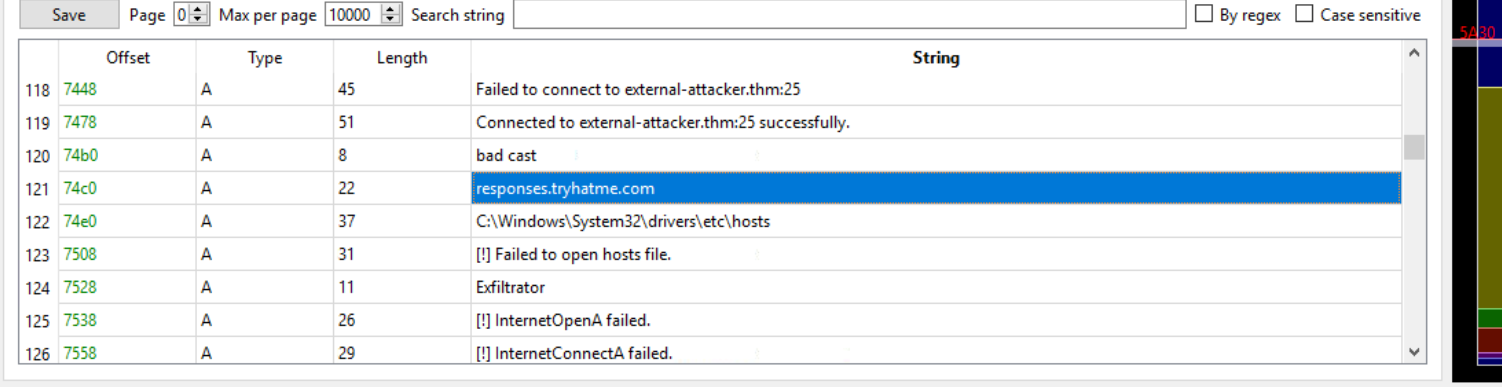 Save Page 0 Max per page 10000 Search string By regex Case sensitive
Offset Type Length String
5A30
118 7448 A 45 Failed to connect to external-attacker.thm:25
119 7478 A 51 Connected to external-attacker.thm:25 successfully.
120 74b0 A 8 bad cast
121 74c0 A 22 responses.tryhatme.com
122 74e0 A 37 C:\Windows\System32\drivers\etc\hosts
123 7508 A 31 [!] Failed to open hosts file.
124 7528 A 11 Exfiltrator
125 7538 A 26 [!] InternetOpenA failed.
126 7558 A 29 [!] InternetConnectA failed.